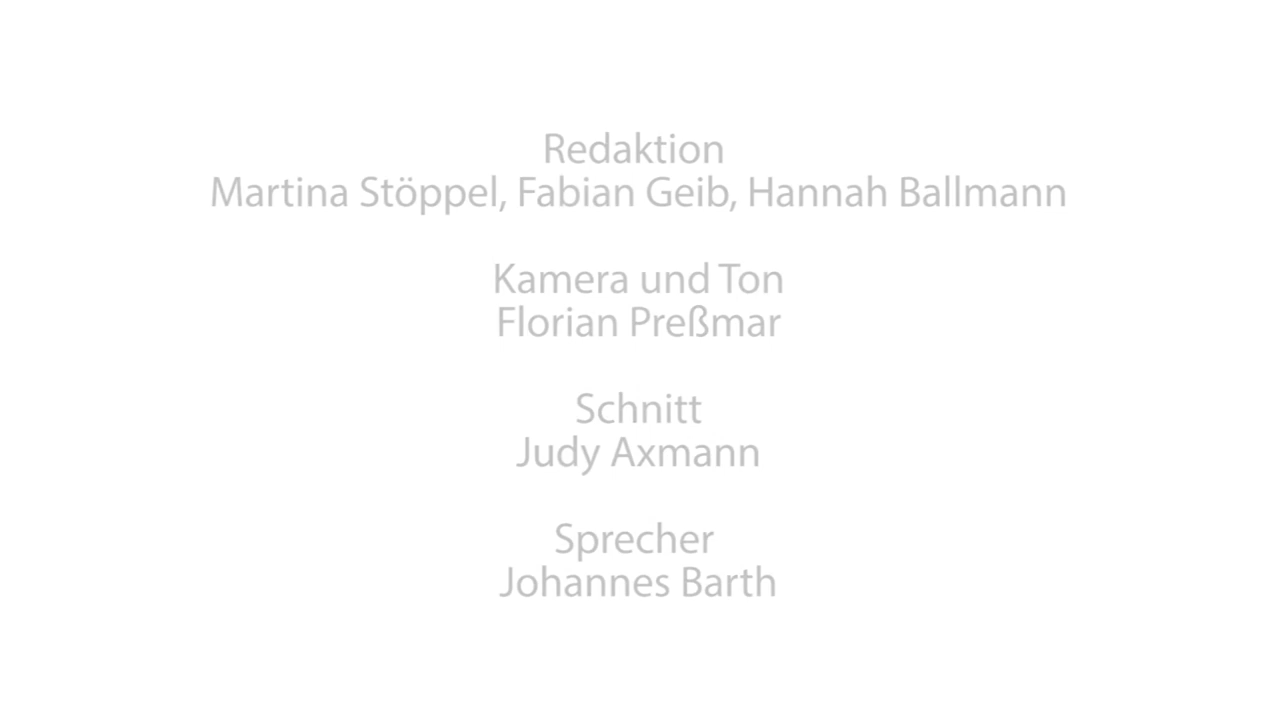 Redaktion
Martina Stöppel, Fabian Geib, Hannah Ballmann
Kamera und Ton
Florian Preßmar
Schnitt
Judy Axmann
Sprecher
Johannes Barth